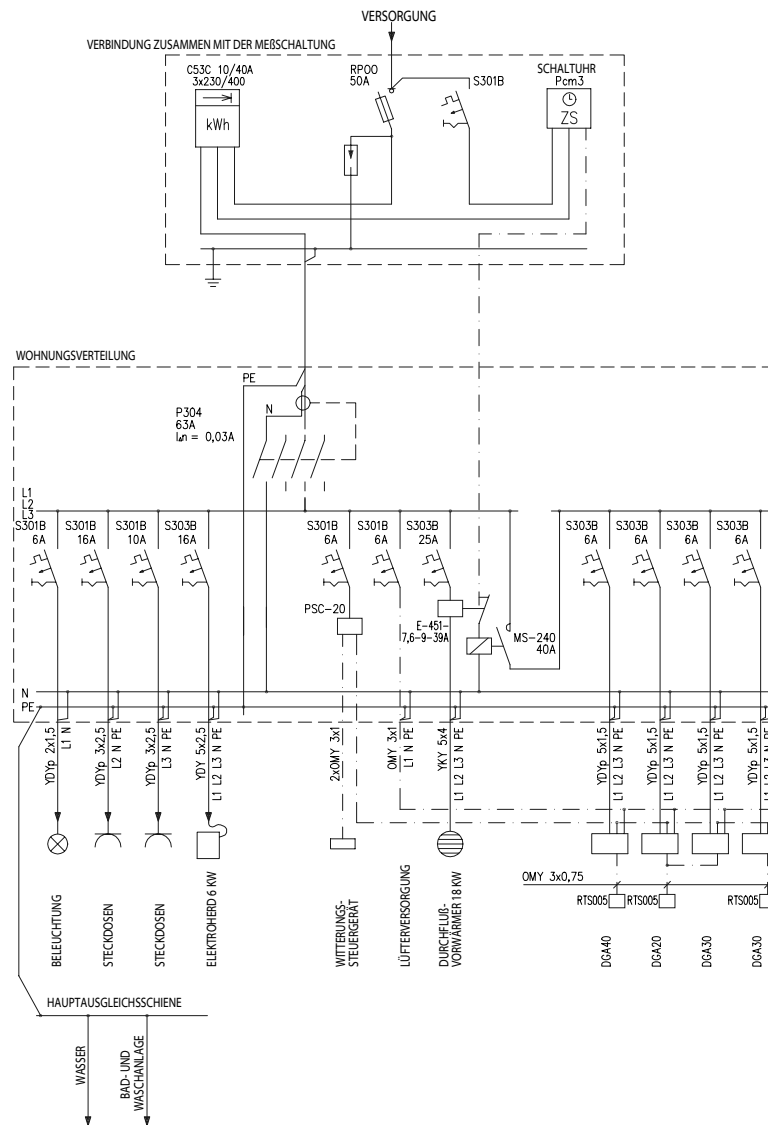 VERSORGUNG
VERBINDUNG ZUSAMMEN MIT DER MEßSCHALTUNG
C53C 10/40A
3x230/400
kWh
RPOO
50A
S301B
SCHALTUHR
Pcm3
ZS
WOHNUNGSVERTEILUNG
PE
N
P304
63A
I∆n = 0,03A
L1
L2
L3
S301B
6A
S301B
16A
S301B
10A
S303B
16A
S301B
6A
S301B
6A
S303B
25A
S303B
6A
S303B
6A
S303B
6A
S303B
6A
PSC-20
E-451-
7,6-9-39A
MS-240
40A
N
PE
YDYp 2x1,5
L1 N
YDYp 3x2,5
L2 N PE
YDYp 3x2,5
L3 N PE
YDY 5x2,5
L1 L2 L3 N PE
2xOMY 3x1
OMY 3x1
L1 N PE
YKY 5x4
L1 L2 L3 N PE
YDYp 5x1,5
L1 L2 L3 N PE
YDYp 5x1,5
L1 L2 L3 N PE
YDYp 5x1,5
L1 L2 L3 N PE
YDYp 5x1,5
L1 L2 L3 N PE
OMY 3x0,75
RTS005
RTS005
RTS005
BELEUCHTUNG
STECKDOSEN
STECKDOSEN
ELEKTROHERD 6 KW
WITTERUNGS-
STEUERGERÄT
LÜFTERVERSORGUNG
DURCHFLUß-
VORWÄRMER 18 KW
DGA40
DGA20
DGA30
DGA30
HAUPTAUSGLEICHSSCHIENE
WASSER
BAD- UND
WASCHANLAGE